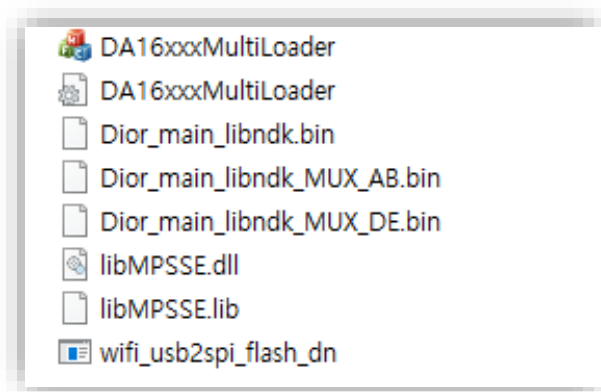 DA16xxxMultiLoader
DA16xxxMultiLoader
Dior_main_libndk.bin
Dior_main_libndk_MUX_AB.bin
Dior_main_libndk_MUX_DE.bin
libMPSSE.dll
libMPSSE.lib
wifi_usb2spi_flash_dn